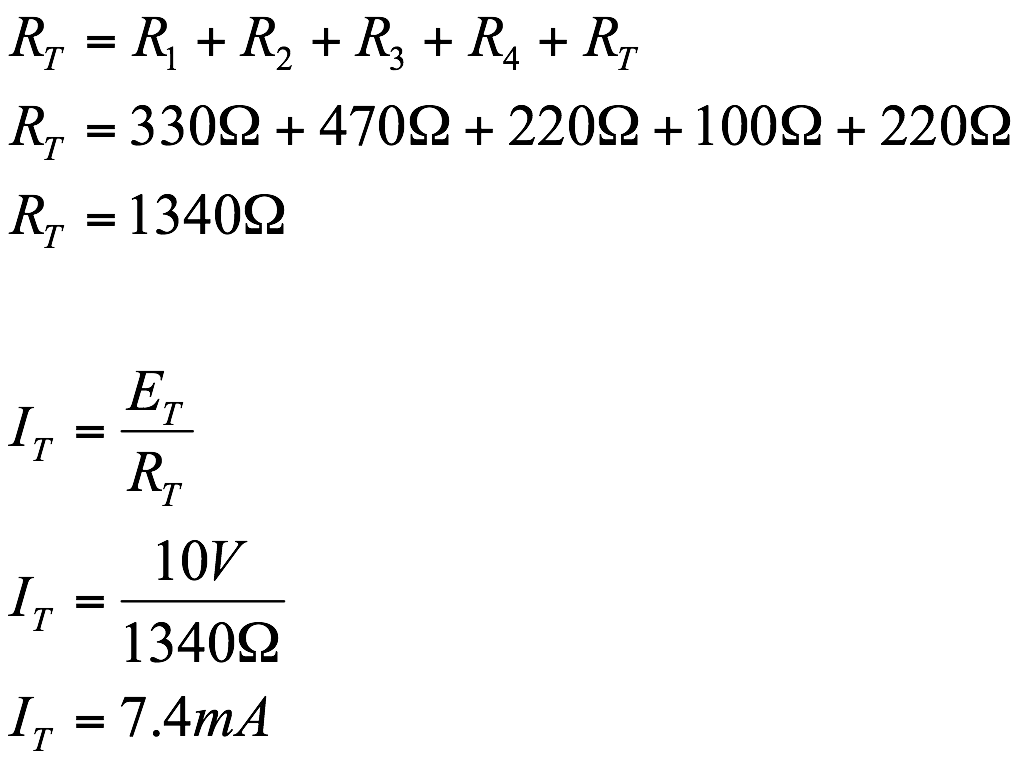 R_T = R_1 + R_2 + R_3 + R_4 + R_T
R_T = 330Ω + 470Ω + 220Ω + 100Ω + 220Ω
R_T = 1340Ω
I_T = E_T / R_T
I_T = 10V / 1340Ω
I_T = 7.4mA